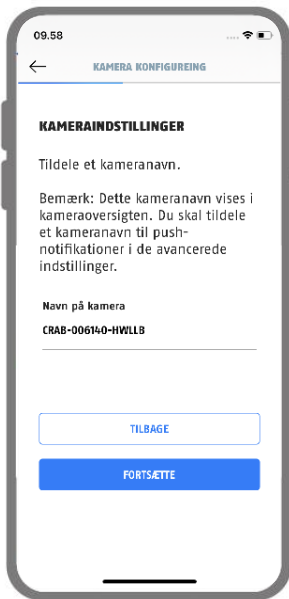 09.58
KAMERA KONFIGUREING
KAMERAINDSTILLINGER
Tildele et kameranavn.
Bemærk: Dette kameranavn vises i
kameraoversigten. Du skal tildele
et kameranavn til push-
notifikationer i de avancerede
indstillinger.
Navn på kamera
CRAB-006140-HWLLB
TILBAGE
FORTSÆTTE